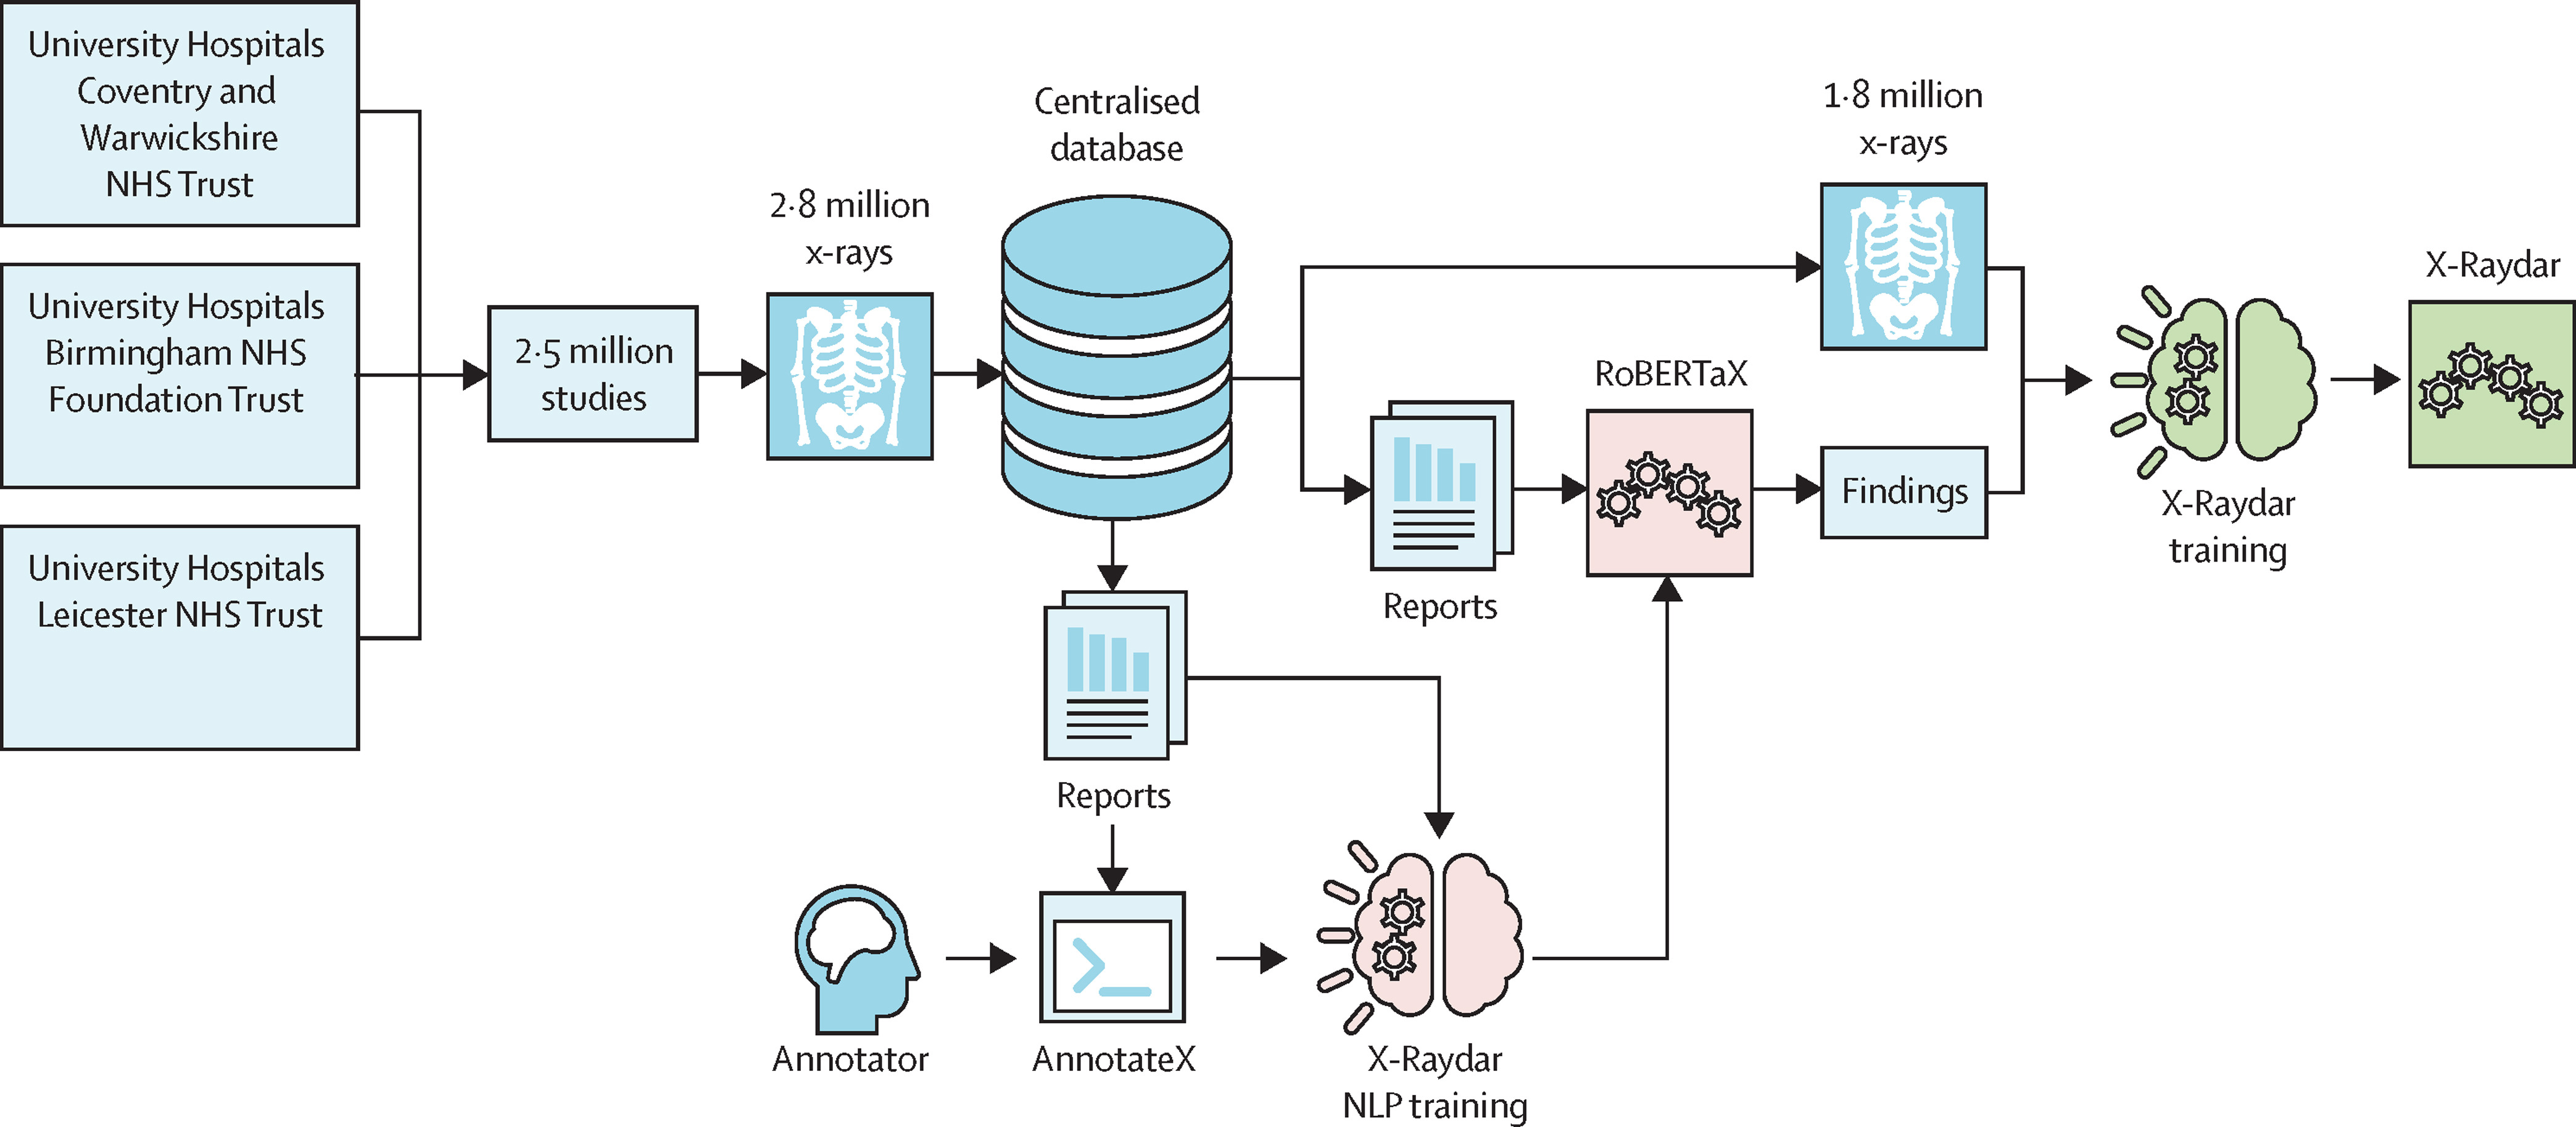 University Hospitals
Coventry and
Warwickshire
NHS Trust
University Hospitals
Birmingham NHS
Foundation Trust
University Hospitals
Leicester NHS Trust
2·5 million
studies
2·8 million
x-rays
Centralised
database
Reports
Annotator
AnnotateX
X-Raydar
NLP training
Reports
RoBERTaX
1·8 million
x-rays
Findings
X-Raydar
training
X-Raydar